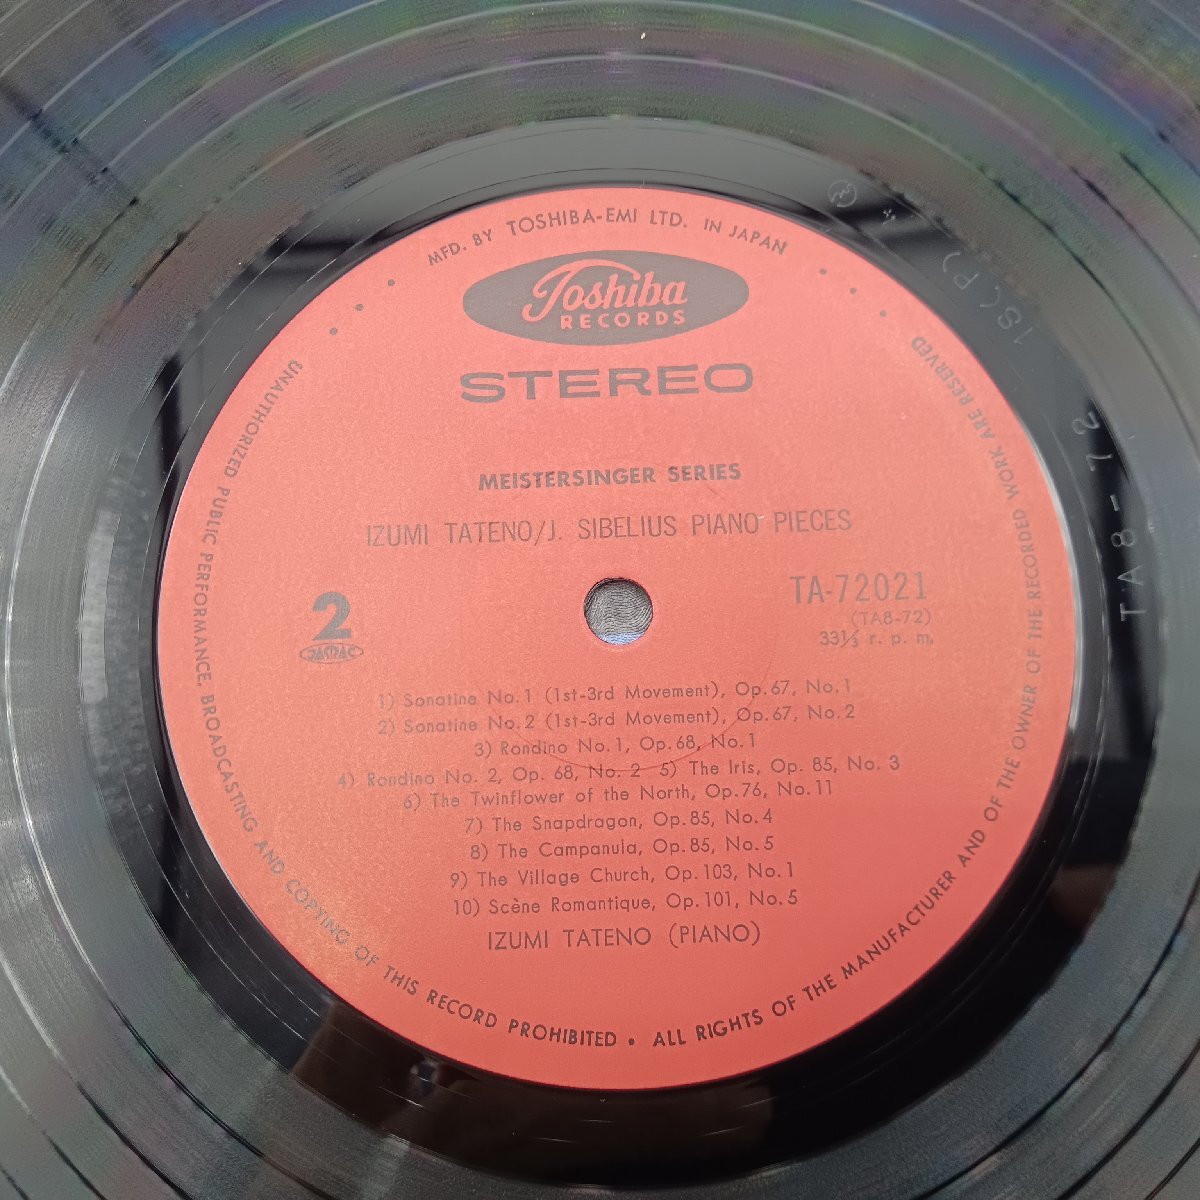 MFD. BY TOSHIBA-EMI LTD. IN JAPAN
Toshiba
RECORDS
STEREO
MEISTERSINGER SERIES
IZUMI TATENO/J. SIBELIUS PIANO PIECES
2
TA-72021
(TA8-72)
33⅓ r. p. m.
1) Sonatine No. 1 (1st-3rd Movement), Op. 67, No. 1
2) Sonatine No. 2 (1st-3rd Movement), Op. 67, No. 2
3) Rondino No. 1, Op. 68, No. 1
4) Rondino No. 2, Op. 68, No. 2 5) The Iris, Op. 85, No. 3
6) The Twinflower of the North, Op. 76, No. 11
7) The Snapdragon, Op. 85, No. 4
8) The Campanula, Op. 85, No. 5
9) The Village Church, Op. 103, No. 1
10) Scène Romantique, Op. 101, No. 5
IZUMI TATENO (PIANO)
UNAUTHORIZED PUBLIC PERFORMANCE, BROADCASTING AND COPYING OF THIS RECORD PROHIBITED • ALL RIGHTS OF THE MANUFACTURER AND OF THE OWNER OF THE RECORDED WORK ARE RESERVED
TA8-72